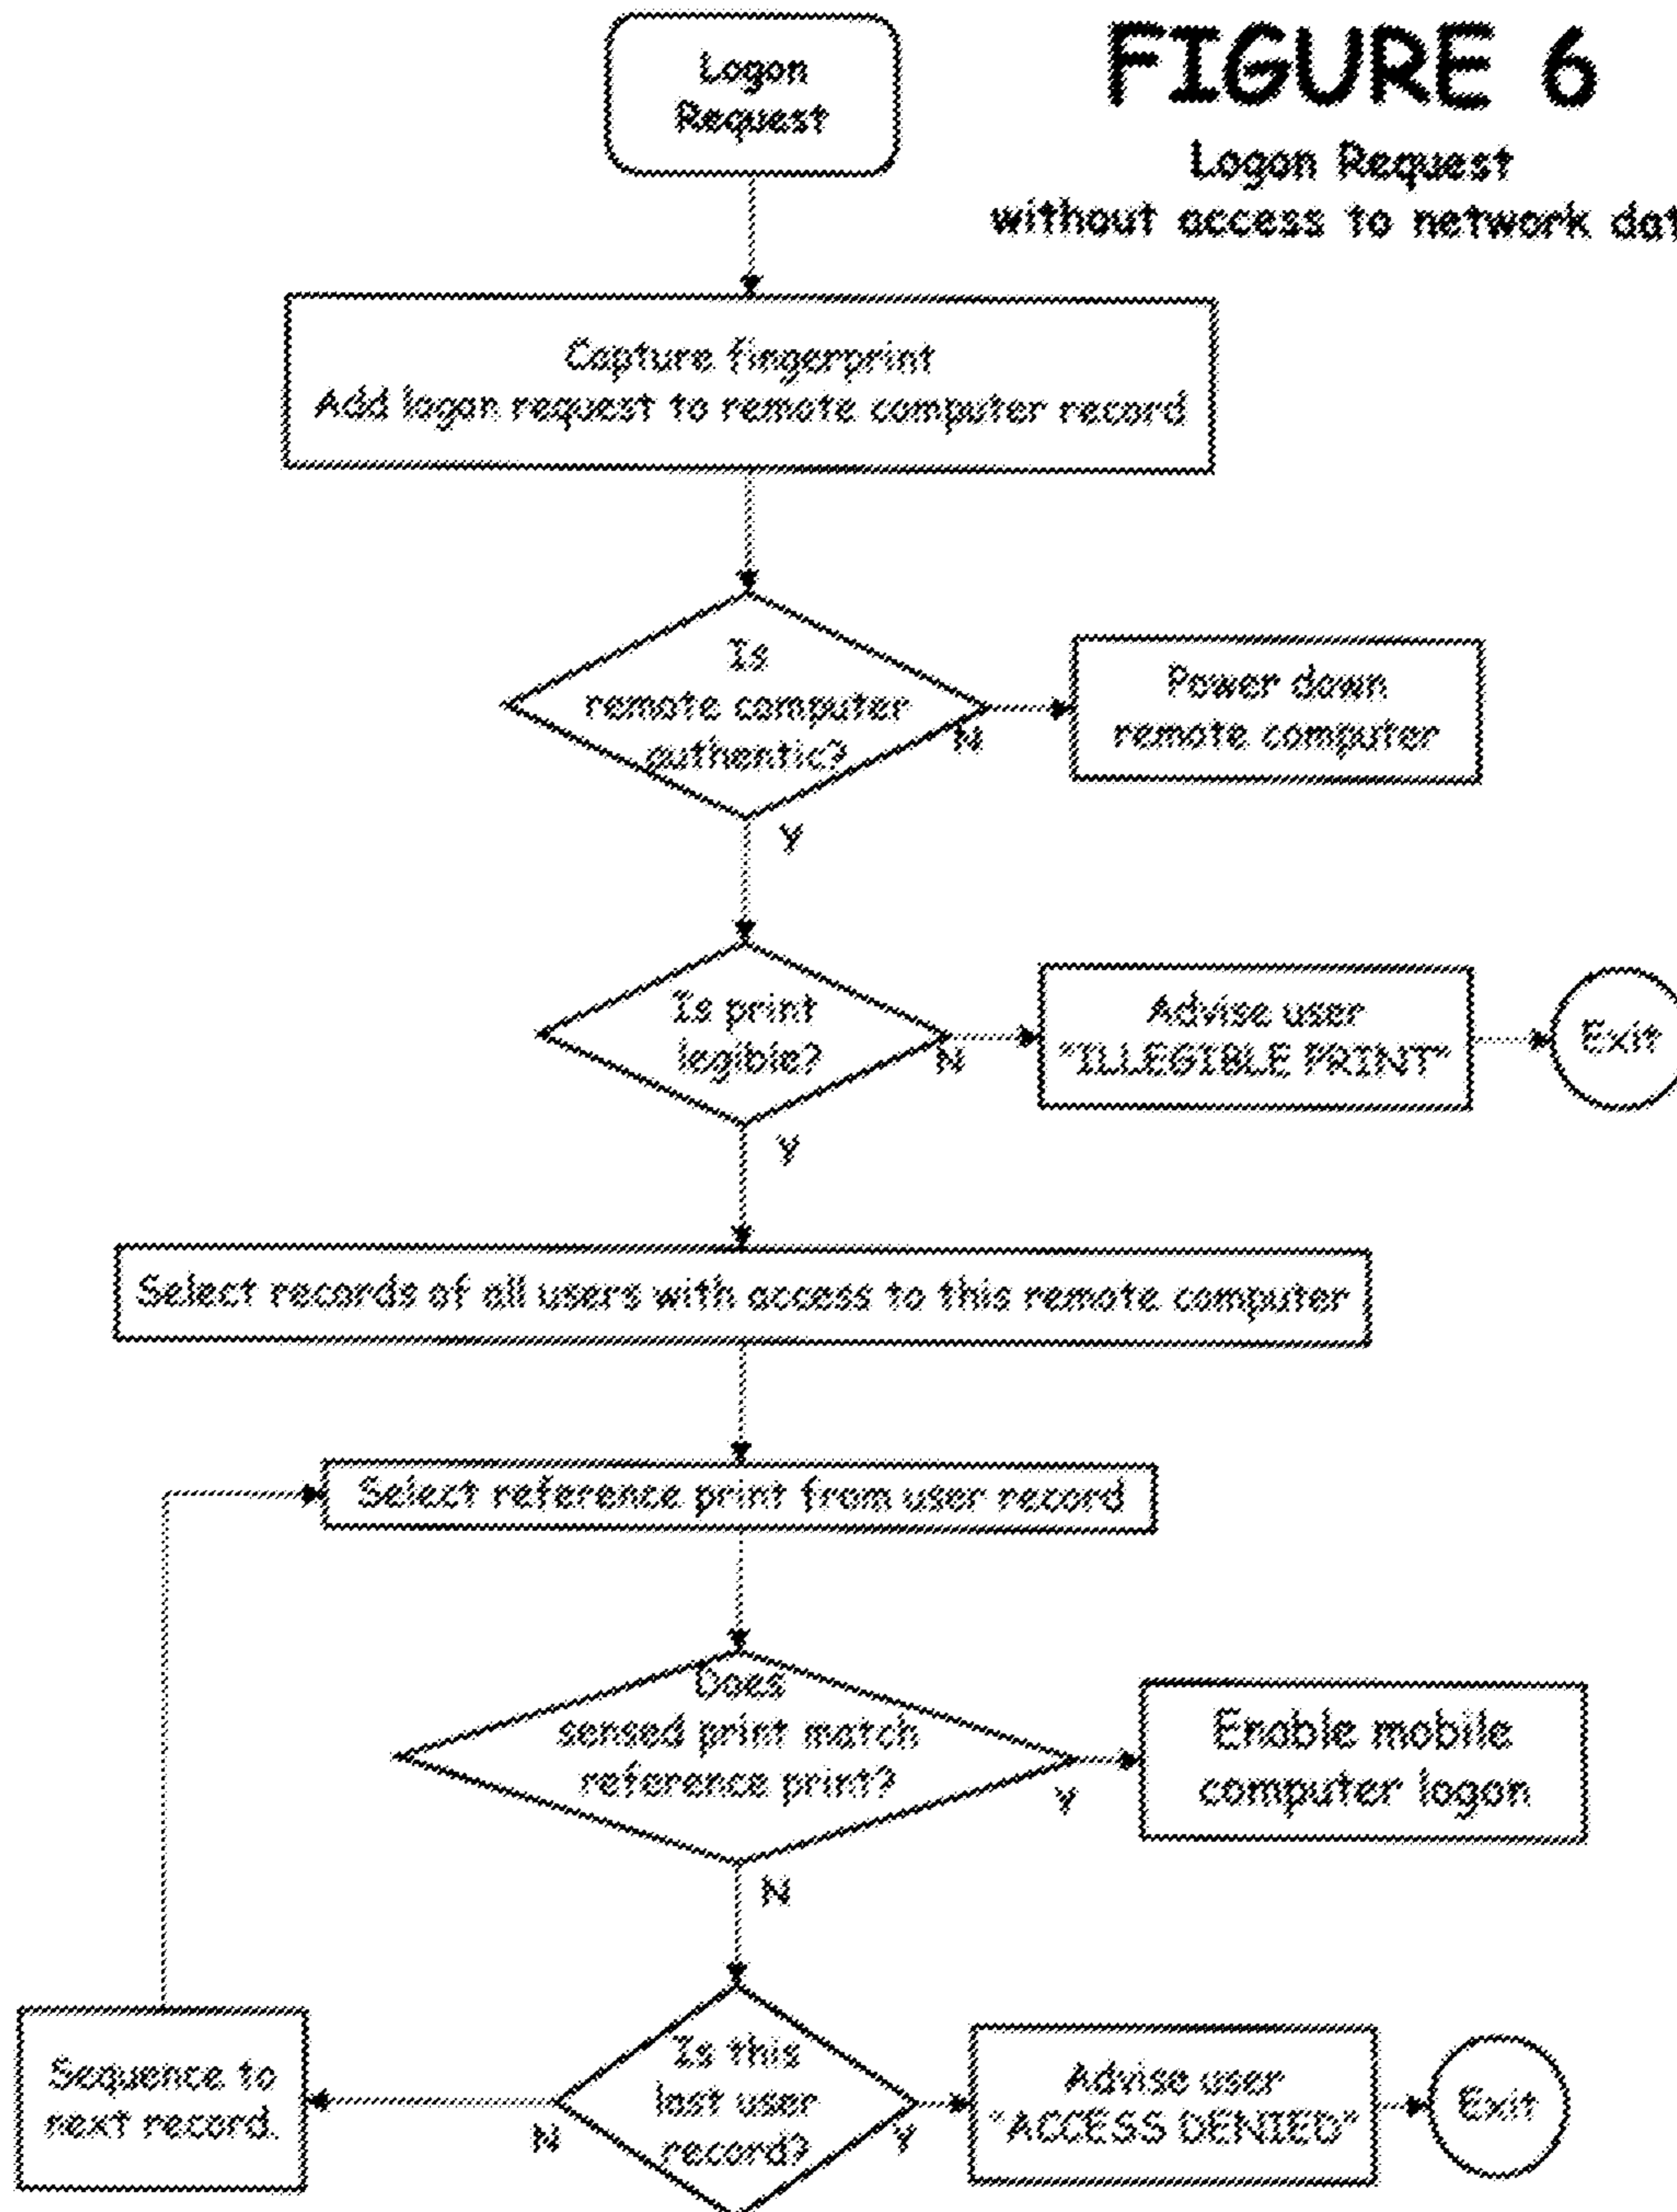 Logon
Request
FIGURE 6
Logon Request
without access to network dat
Capture fingerprint
Add logon request to remote computer record
Is
remote computer
authentic?
N
Power down
remote computer
Y
Is print
legible?
N
Advise user
"ILLEGIBLE PRINT"
Exit
Y
Select records of all users with access to this remote computer
Select reference print from user record
Does
sensed print match
reference print?
Y
Enable mobile
computer logon
N
Sequence to
next record.
N
Is this
last user
record?
Y
Advise user
"ACCESS DENIED"
Exit